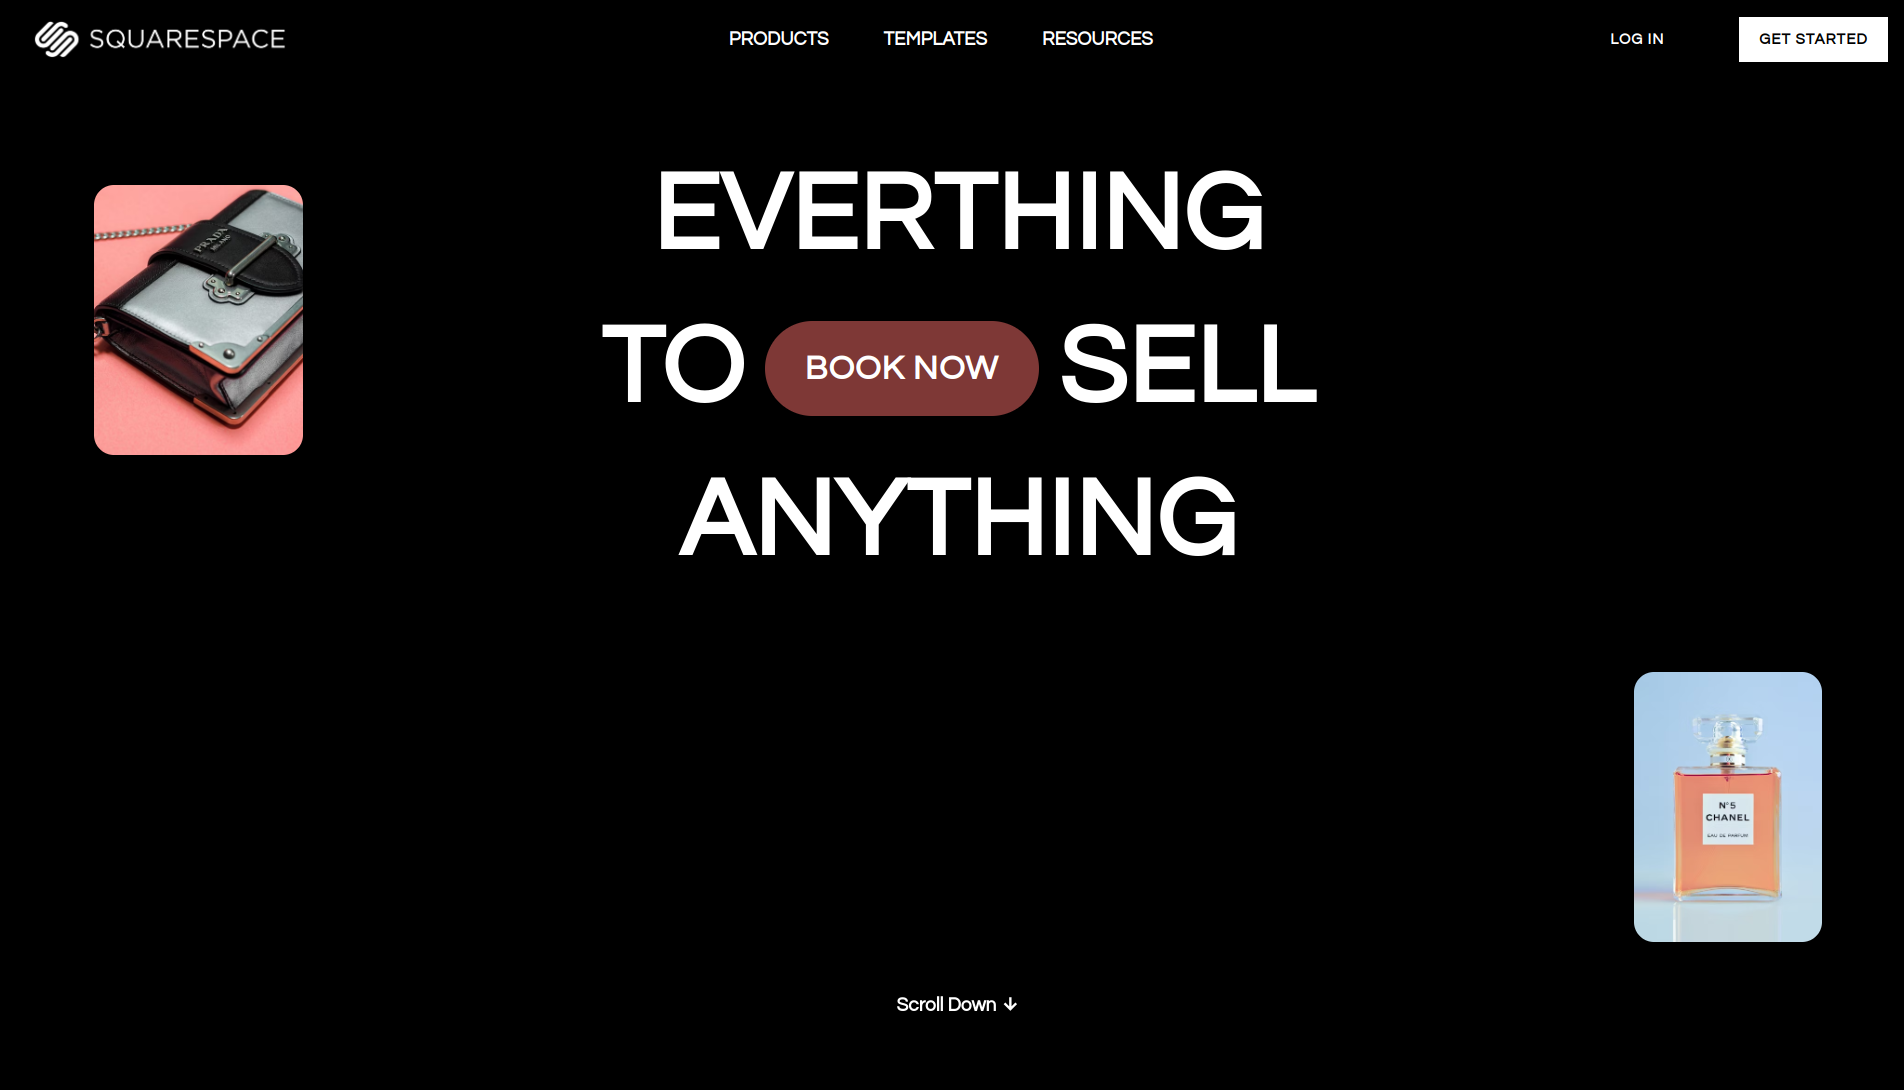 SQUARESPACE
PRODUCTS
TEMPLATES
RESOURCES
LOG IN
GET STARTED
EVERTHING
TO BOOK NOW SELL
ANYTHING
PRADA
MILANO
N°5
CHANEL
EAU DE PARFUM
Scroll Down ↓